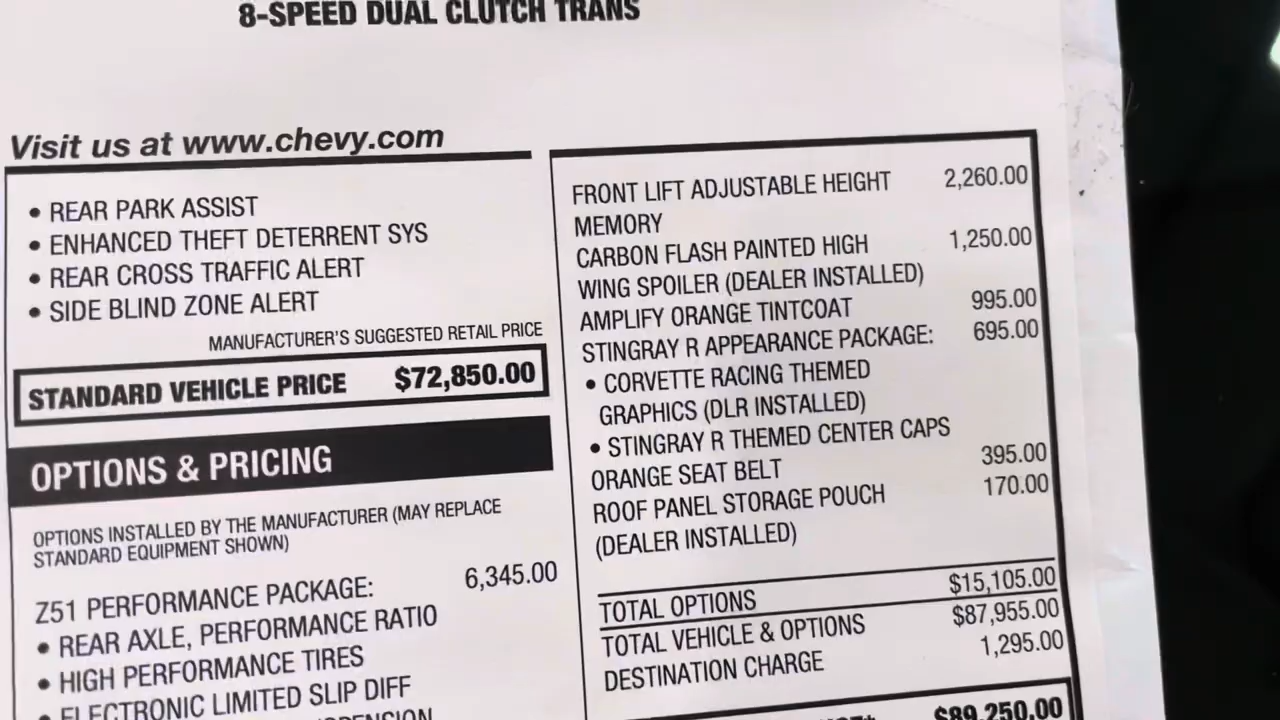 8-SPEED DUAL CLUTCH TRANS
Visit us at www.chevy.com
• REAR PARK ASSIST
• ENHANCED THEFT DETERRENT SYS
• REAR CROSS TRAFFIC ALERT
• SIDE BLIND ZONE ALERT
MANUFACTURER'S SUGGESTED RETAIL PRICE
STANDARD VEHICLE PRICE $72,850.00
OPTIONS & PRICING
OPTIONS INSTALLED BY THE MANUFACTURER (MAY REPLACE
STANDARD EQUIPMENT SHOWN)
Z51 PERFORMANCE PACKAGE: 6,345.00
• REAR AXLE, PERFORMANCE RATIO
• HIGH PERFORMANCE TIRES
• ELECTRONIC LIMITED SLIP DIFF
FRONT LIFT ADJUSTABLE HEIGHT 2,260.00
MEMORY
CARBON FLASH PAINTED HIGH 1,250.00
WING SPOILER (DEALER INSTALLED)
AMPLIFY ORANGE TINTCOAT 995.00
STINGRAY R APPEARANCE PACKAGE: 695.00
• CORVETTE RACING THEMED
GRAPHICS (DLR INSTALLED)
• STINGRAY R THEMED CENTER CAPS
ORANGE SEAT BELT 395.00
ROOF PANEL STORAGE POUCH 170.00
(DEALER INSTALLED)
TOTAL OPTIONS $15,105.00
TOTAL VEHICLE & OPTIONS $87,955.00
DESTINATION CHARGE 1,295.00
$89,250.00